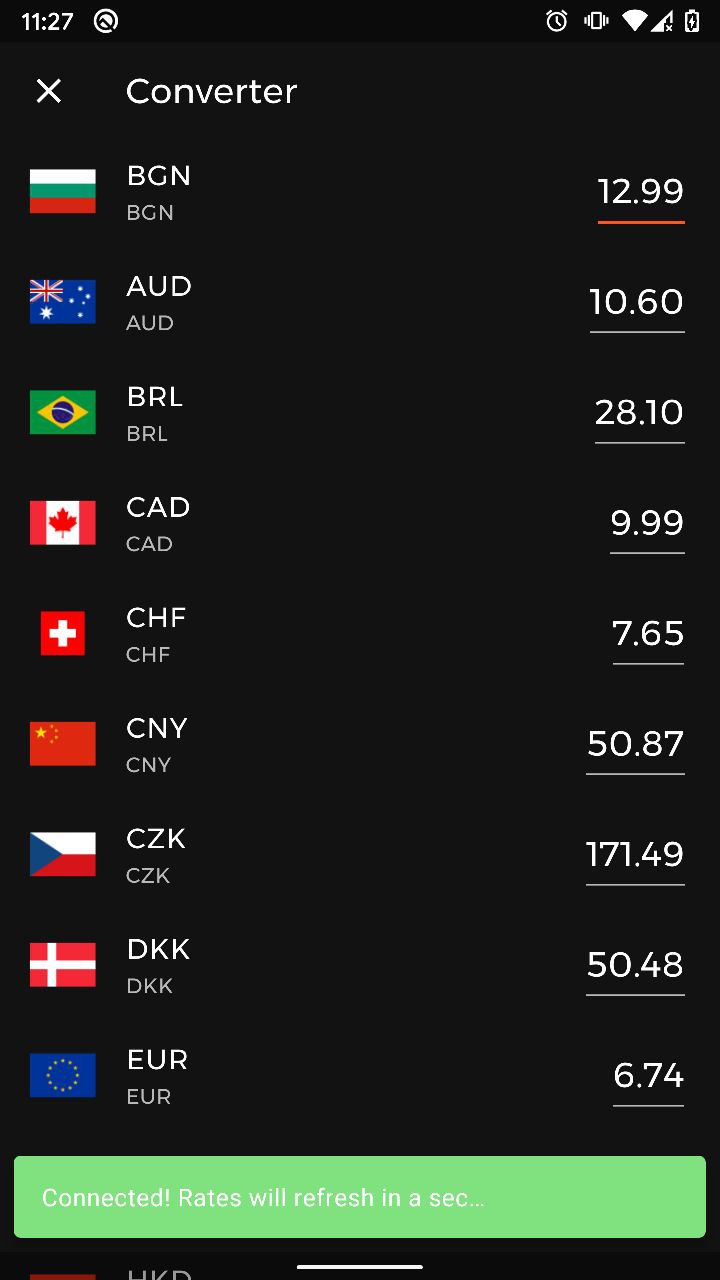 11:27
Converter
BGN
BGN
12.99
AUD
AUD
10.60
BRL
BRL
28.10
CAD
CAD
9.99
CHF
CHF
7.65
CNY
CNY
50.87
CZK
CZK
171.49
DKK
DKK
50.48
EUR
EUR
6.74
Connected! Rates will refresh in a sec...
HKD